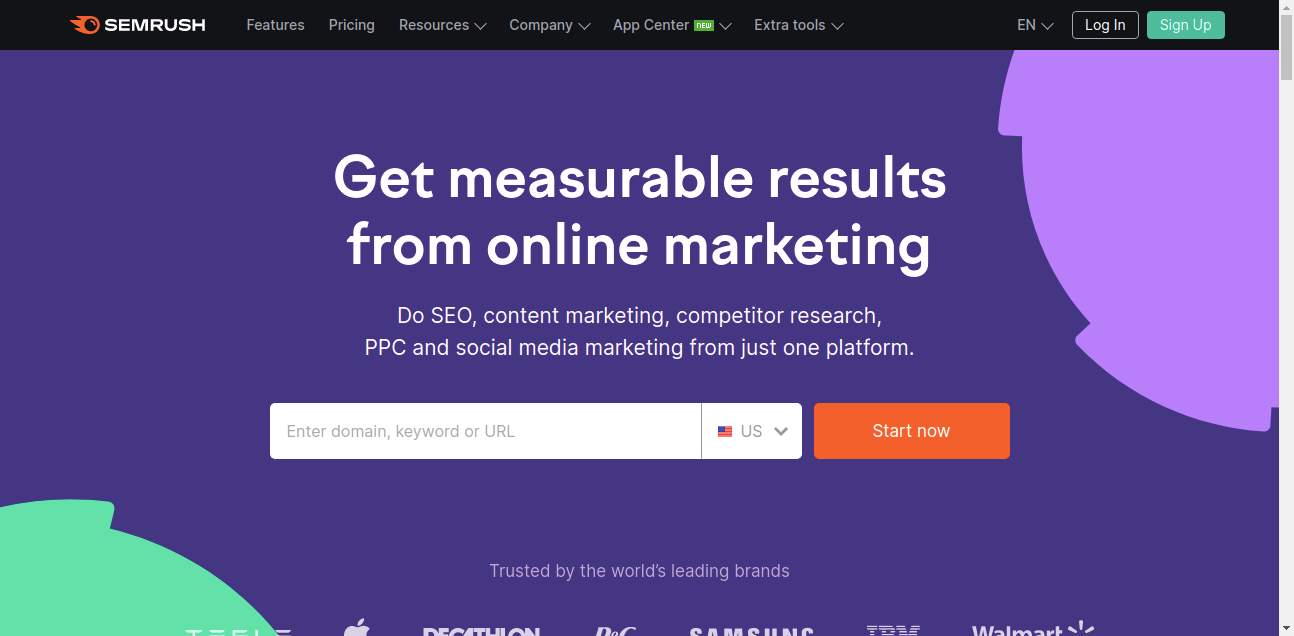 SEMRUSH Features Pricing Resources Company App Center NEW Extra tools EN Log In Sign Up
Get measurable results
from online marketing
Do SEO, content marketing, competitor research,
PPC and social media marketing from just one platform.
Enter domain, keyword or URL US Start now
Trusted by the world's leading brands
DECATHLON P&G SAMSUNG IBM Walmart